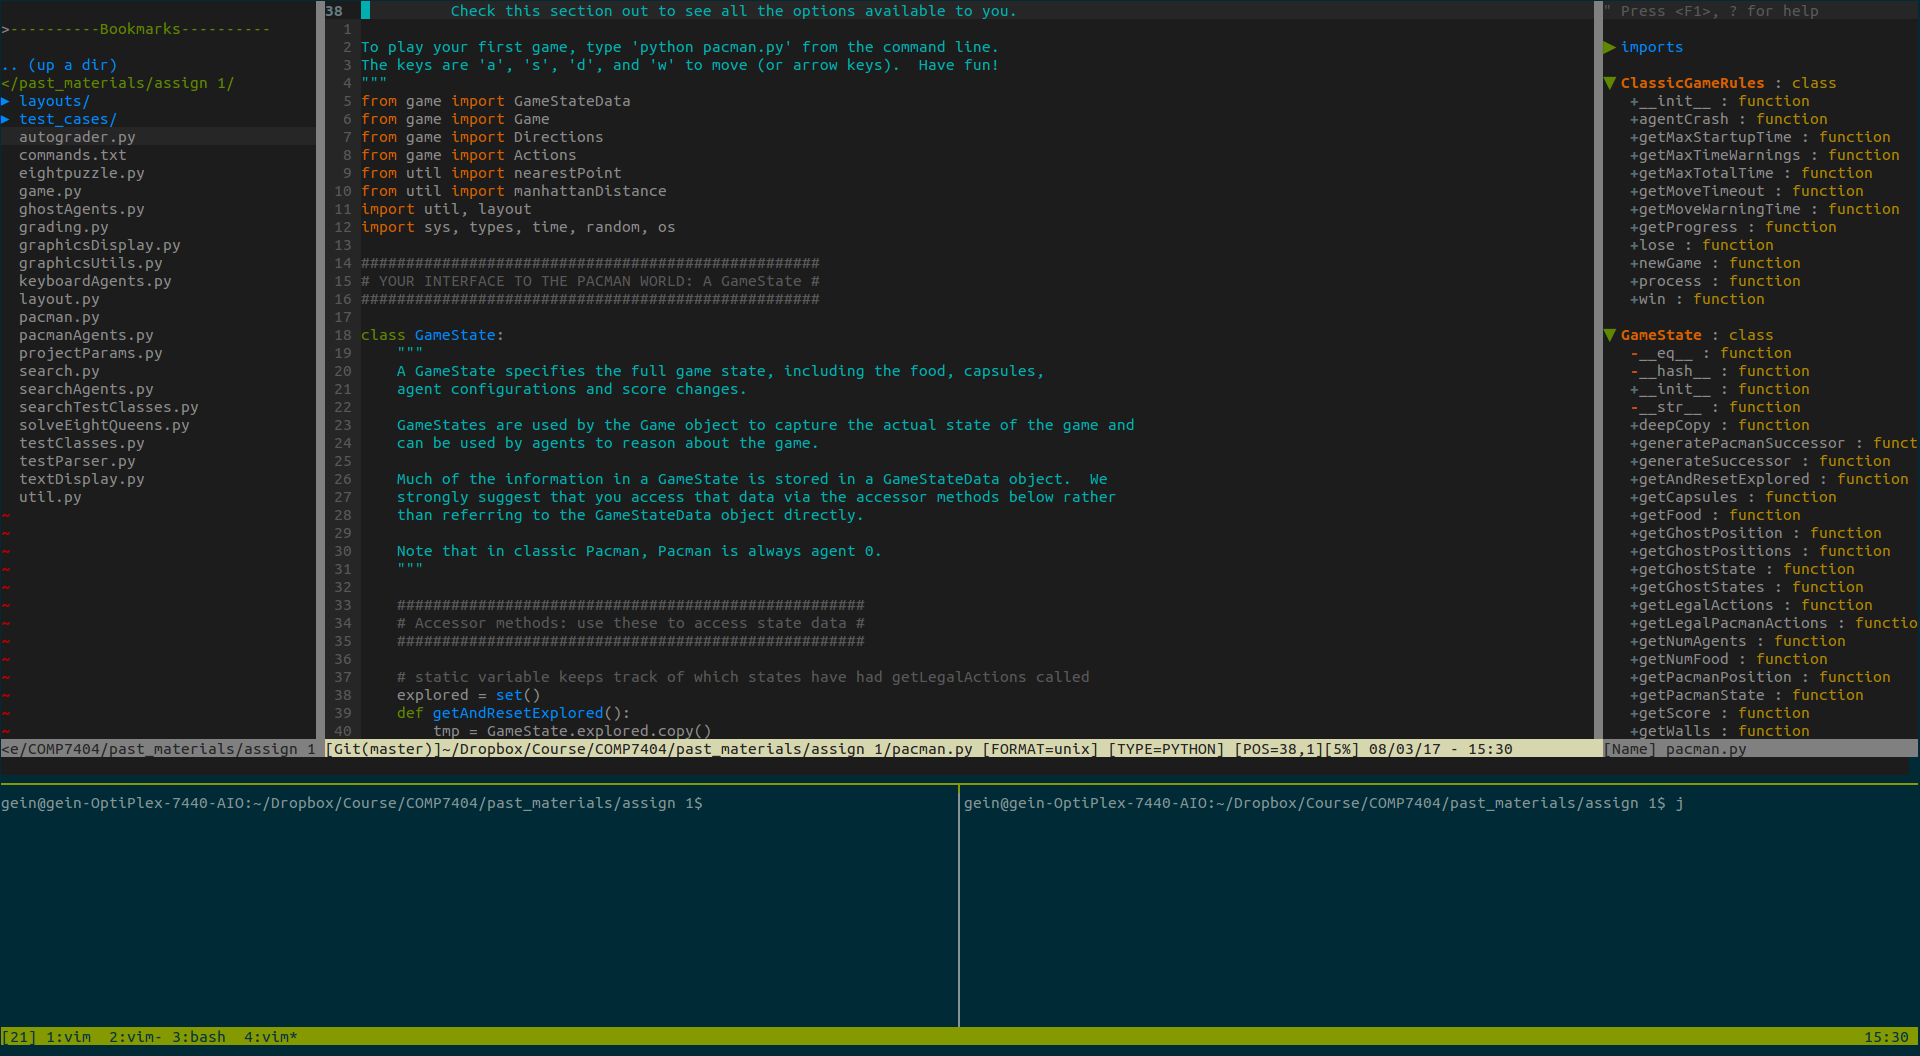 >----------Bookmarks----------
.. (up a dir)
</past_materials/assign 1/
▶ layouts/
▶ test_cases/
autograder.py
commands.txt
eightpuzzle.py
game.py
ghostAgents.py
grading.py
graphicsDisplay.py
graphicsUtils.py
keyboardAgents.py
layout.py
pacman.py
pacmanAgents.py
projectParams.py
search.py
searchAgents.py
searchTestClasses.py
solveEightQueens.py
testClasses.py
testParser.py
textDisplay.py
util.py
~
~
~
~
~
~
~
~
~
~
~
~
~
<e/COMP7404/past_materials/assign 1
38 Check this section out to see all the options available to you.
1
2 To play your first game, type 'python pacman.py' from the command line.
3 The keys are 'a', 's', 'd', and 'w' to move (or arrow keys).  Have fun!
4 """
5 from game import GameStateData
6 from game import Game
7 from game import Directions
8 from game import Actions
9 from util import nearestPoint
10 from util import manhattanDistance
11 import util, layout
12 import sys, types, time, random, os
13
14 ###################################################
15 # YOUR INTERFACE TO THE PACMAN WORLD: A GameState #
16 ###################################################
17
18 class GameState:
19     """
20     A GameState specifies the full game state, including the food, capsules,
21     agent configurations and score changes.
22
23     GameStates are used by the Game object to capture the actual state of the game and
24     can be used by agents to reason about the game.
25
26     Much of the information in a GameState is stored in a GameStateData object.  We
27     strongly suggest that you access that data via the accessor methods below rather
28     than referring to the GameStateData object directly.
29
30     Note that in classic Pacman, Pacman is always agent 0.
31     """
32
33     ####################################################
34     # Accessor methods: use these to access state data #
35     ####################################################
36
37     # static variable keeps track of which states have had getLegalActions called
38     explored = set()
39     def getAndResetExplored():
40         tmp = GameState.explored.copy()
[Git(master)]~/Dropbox/Course/COMP7404/past_materials/assign 1/pacman.py [FORMAT=unix] [TYPE=PYTHON] [POS=38,1][5%] 08/03/17 - 15:30
" Press <F1>, ? for help
▶ imports
▼ ClassicGameRules : class
+__init__ : function
+agentCrash : function
+getMaxStartupTime : function
+getMaxTimeWarnings : function
+getMaxTotalTime : function
+getMoveTimeout : function
+getMoveWarningTime : function
+getProgress : function
+lose : function
+newGame : function
+process : function
+win : function
▼ GameState : class
-__eq__ : function
-__hash__ : function
+__init__ : function
-__str__ : function
+deepCopy : function
+generatePacmanSuccessor : funct
+generateSuccessor : function
+getAndResetExplored : function
+getCapsules : function
+getFood : function
+getGhostPosition : function
+getGhostPositions : function
+getGhostState : function
+getGhostStates : function
+getLegalActions : function
+getLegalPacmanActions : functio
+getNumAgents : function
+getNumFood : function
+getPacmanPosition : function
+getPacmanState : function
+getScore : function
+getWalls : function
[Name] pacman.py
gein@gein-OptiPlex-7440-AIO:~/Dropbox/Course/COMP7404/past_materials/assign 1$
gein@gein-OptiPlex-7440-AIO:~/Dropbox/Course/COMP7404/past_materials/assign 1$ j
[21] 1:vim  2:vim- 3:bash  4:vim* 15:30